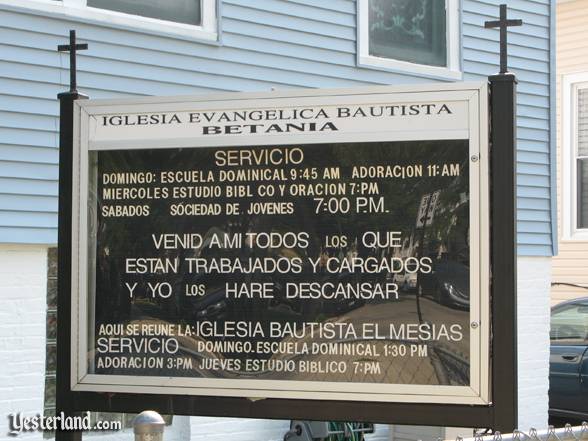 IGLESIA EVANGELICA BAUTISTA
BETANIA
SERVICIO
DOMINGO: ESCUELA DOMINICAL 9:45 AM ADORACION 11 AM
MIERCOLES ESTUDIO BIBL CO Y ORACION 7:PM
SABADOS SÓCIEDAD DE JOVENES 7:00 P.M.
VENID A MI TODOS LOS QUE
ESTAN TRABAJADOS Y CARGADOS.
Y YO LOS HARE DESCANSAR
AQUI SE REUNE LA: IGLESIA BAUTISTA EL MESIAS
SERVICIO DOMINGO. ESCUELA DOMINICAL 1:30 PM
ADORACION 3:PM JUEVES ESTUDIO BIBLICO 7:PM
Yesterland.com